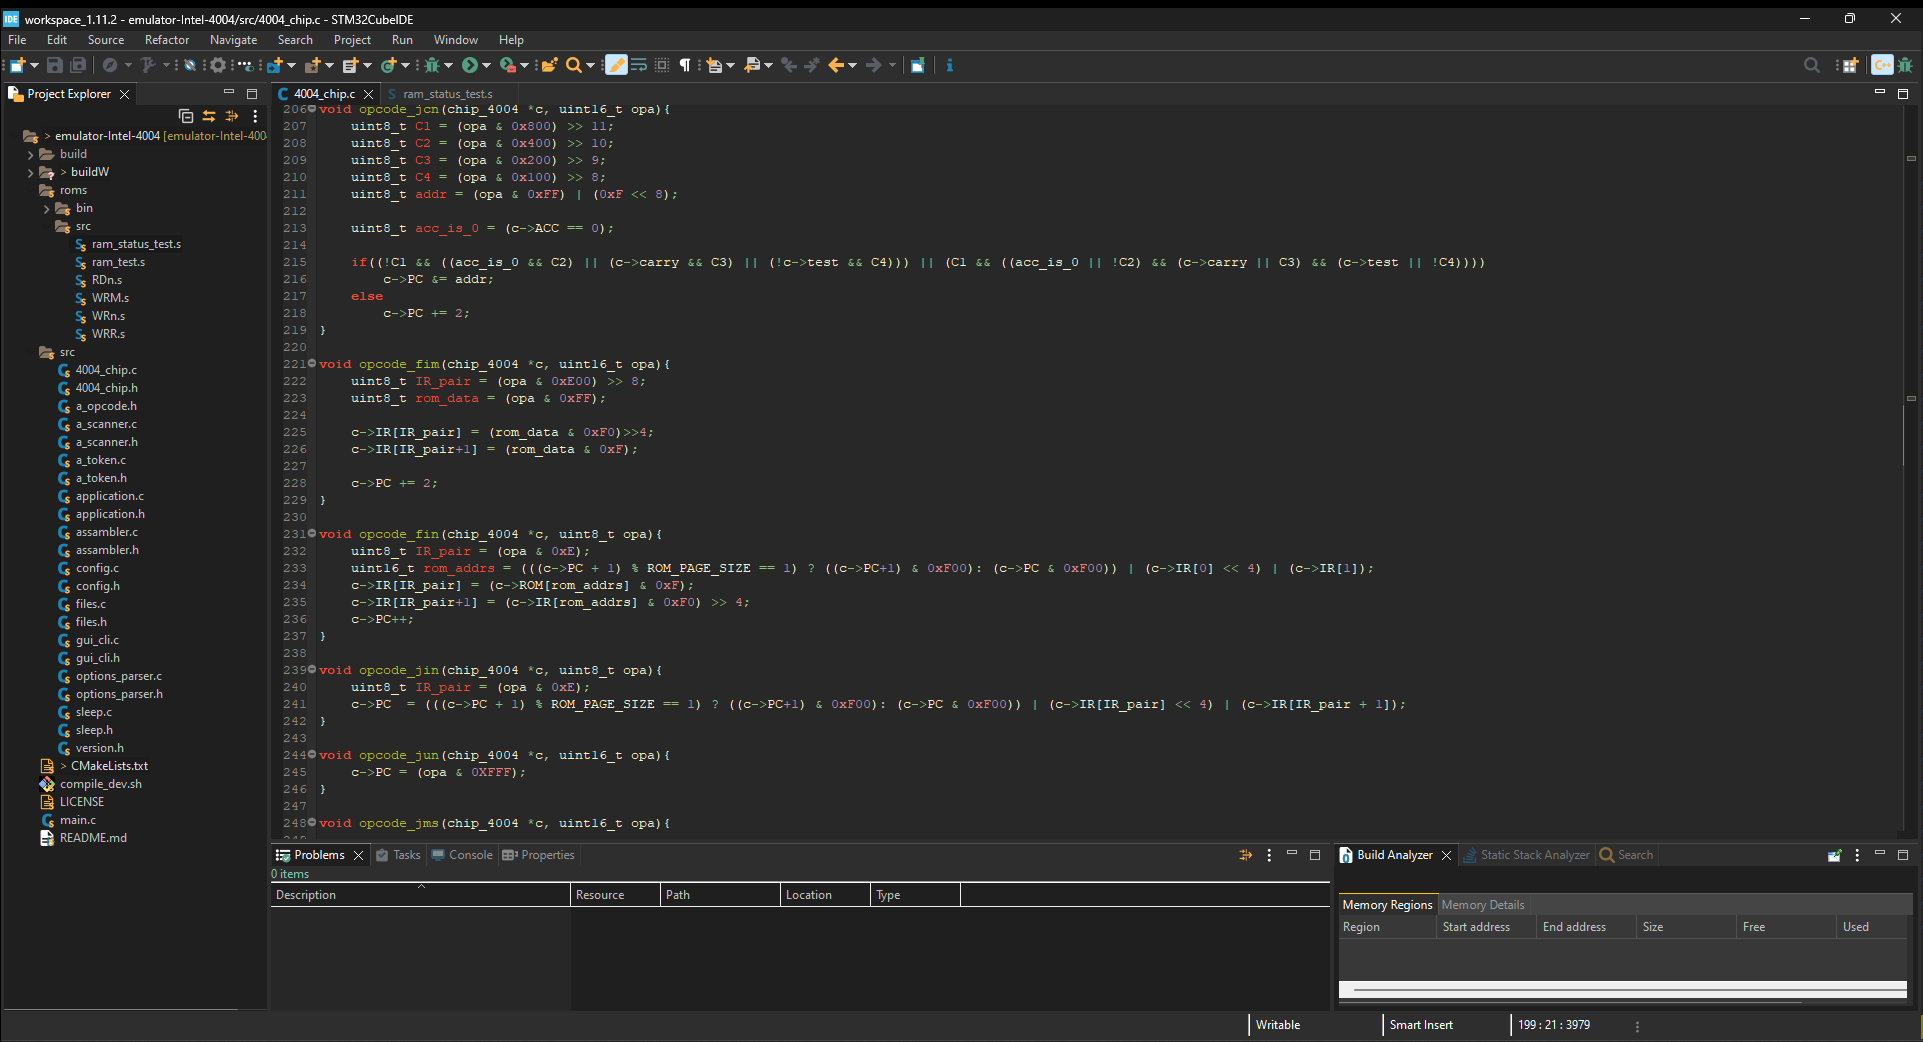 workspace_1.11.2 - emulator-Intel-4004/src/4004_chip.c - STM32CubeIDE
File Edit Source Refactor Navigate Search Project Run Window Help
Project Explorer
> emulator-Intel-4004 [emulator-Intel-400
build
> buildW
roms
bin
src
ram_status_test.s
ram_test.s
RDn.s
WRM.s
WRn.s
WRR.s
src
4004_chip.c
4004_chip.h
a_opcode.h
a_scanner.c
a_scanner.h
a_token.c
a_token.h
application.c
application.h
assambler.c
assambler.h
config.c
config.h
files.c
files.h
gui_cli.c
gui_cli.h
options_parser.c
options_parser.h
sleep.c
sleep.h
version.h
> CMakeLists.txt
compile_dev.sh
LICENSE
main.c
README.md
4004_chip.c ram_status_test.s
206 void opcode_jcn(chip_4004 *c, uint16_t opa){
207 uint8_t C1 = (opa & 0x800) >> 11;
208 uint8_t C2 = (opa & 0x400) >> 10;
209 uint8_t C3 = (opa & 0x200) >> 9;
210 uint8_t C4 = (opa & 0x100) >> 8;
211 uint8_t addr = (opa & 0xFF) | (0xF << 8);
212
213 uint8_t acc_is_0 = (c->ACC == 0);
214
215 if((!C1 && ((acc_is_0 && C2) || (c->carry && C3) || (!c->test && C4))) || (C1 && ((acc_is_0 || !C2) && (c->carry || C3) && (c->test || !C4))))
216 c->PC &= addr;
217 else
218 c->PC += 2;
219 }
220
221 void opcode_fim(chip_4004 *c, uint16_t opa){
222 uint8_t IR_pair = (opa & 0xE00) >> 8;
223 uint8_t rom_data = (opa & 0xFF);
224
225 c->IR[IR_pair] = (rom_data & 0xF0)>>4;
226 c->IR[IR_pair+1] = (rom_data & 0xF);
227
228 c->PC += 2;
229 }
230
231 void opcode_fin(chip_4004 *c, uint8_t opa){
232 uint8_t IR_pair = (opa & 0xE);
233 uint16_t rom_addrs = (((c->PC + 1) % ROM_PAGE_SIZE == 1) ? ((c->PC+1) & 0xF00): (c->PC & 0xF00)) | (c->IR[0] << 4) | (c->IR[1]);
234 c->IR[IR_pair] = (c->ROM[rom_addrs] & 0xF);
235 c->IR[IR_pair+1] = (c->IR[rom_addrs] & 0xF0) >> 4;
236 c->PC++;
237 }
238
239 void opcode_jin(chip_4004 *c, uint8_t opa){
240 uint8_t IR_pair = (opa & 0xE);
241 c->PC = (((c->PC + 1) % ROM_PAGE_SIZE == 1) ? ((c->PC+1) & 0xF00): (c->PC & 0xF00)) | (c->IR[IR_pair] << 4) | (c->IR[IR_pair + 1]);
242 }
243
244 void opcode_jun(chip_4004 *c, uint16_t opa){
245 c->PC = (opa & 0XFFF);
246 }
247
248 void opcode_jms(chip_4004 *c, uint16_t opa){
Problems Tasks Console Properties
0 items
Description Resource Path Location Type
Build Analyzer Static Stack Analyzer Search
Memory Regions Memory Details
Region Start address End address Size Free Used
Writable Smart Insert 199 : 21 : 3979